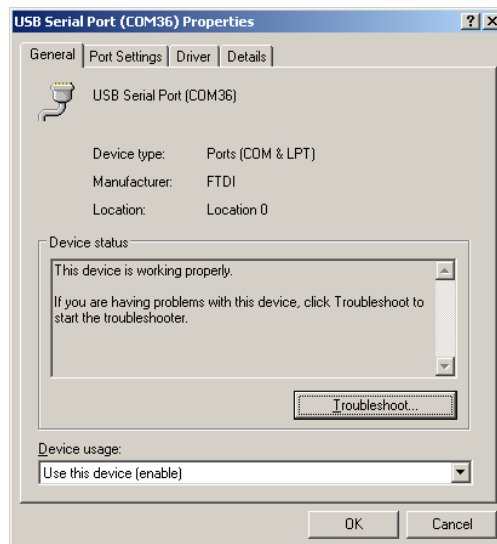 USB Serial Port (COM36) Properties
General
Port Settings
Driver
Details
USB Serial Port (COM36)
Device type: Ports (COM & LPT)
Manufacturer: FTDI
Location: Location 0
Device status
This device is working properly.
If you are having problems with this device, click Troubleshoot to
start the troubleshooter.
Troubleshoot...
Device usage:
Use this device (enable)
OK
Cancel